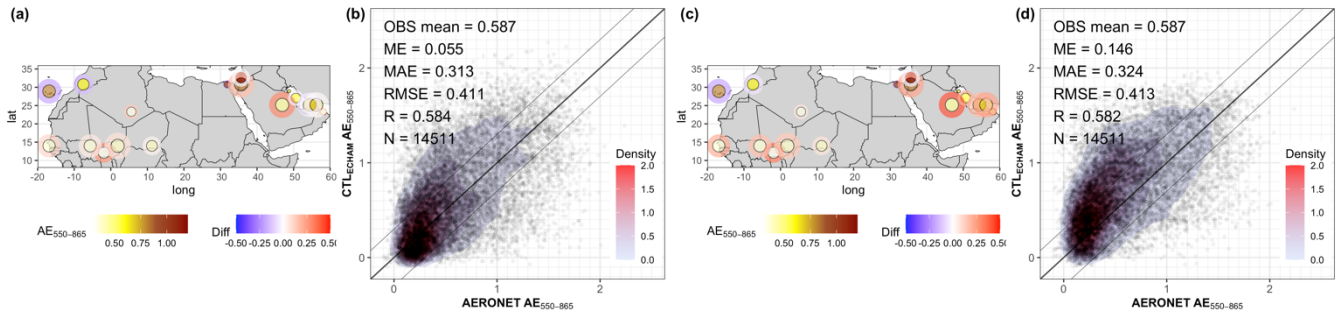 (a)
36
35
30
25
20
15
10
lat
-20 -10 0 10 20 30 40 50 60
long
AE550–865
0.50 0.75 1.00
Diff
-0.50 -0.25 0.00 0.25 0.50
(b)
OBS mean = 0.587
ME = 0.055
MAE = 0.313
RMSE = 0.411
R = 0.584
N = 14511
CTLECHAM AE550–865
2
1
0
0 1 2
AERONET AE550–865
Density
2.0
1.5
1.0
0.5
0.0
(c)
35
30
25
20
15
10
lat
-20 -10 0 10 20 30 40 50 60
long
AE550–865
0.50 0.75 1.00
Diff
-0.50 -0.25 0.00 0.25 0.50
(d)
OBS mean = 0.587
ME = 0.146
MAE = 0.324
RMSE = 0.413
R = 0.582
N = 14511
CTLECHAM AE550–865
2
1
0
0 1 2
AERONET AE550–865
Density
2.0
1.5
1.0
0.5
0.0